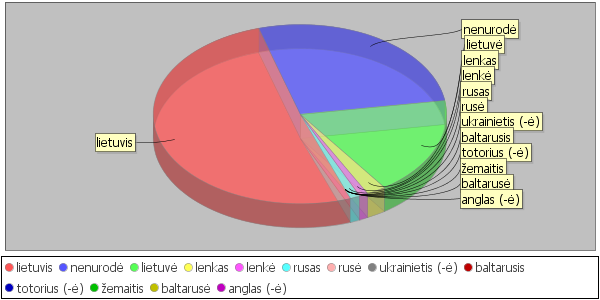 nenurodė
lietuvė
lenkas
lenkė
rusas
rusė
ukrainietis (-ė)
baltarusis
lietuvis
totorius (-ė)
žemaitis
baltarusė
anglas (-ė)
lietuvis nenurodė lietuvė lenkas lenkė rusas rusė ukrainietis (-ė) baltarusis
totorius (-ė) žemaitis baltarusė anglas (-ė)